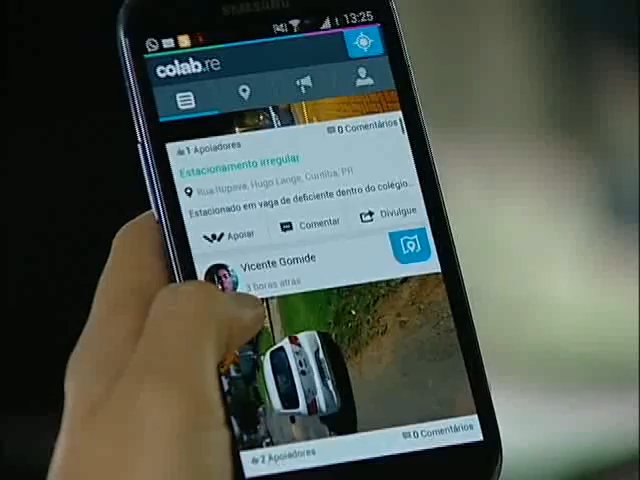 SAMSUNG
13:25
colab.re
1 Apoiadores
0 Comentários
Estacionamento irregular
Rua Itupava, Hugo Lange, Curitiba, PR
Estacionado em vaga de deficiente dentro do colégio...
Apoiar
Comentar
Divulgue
Vicente Gomide
3 horas atrás
2 Apoiadores
0 Comentários